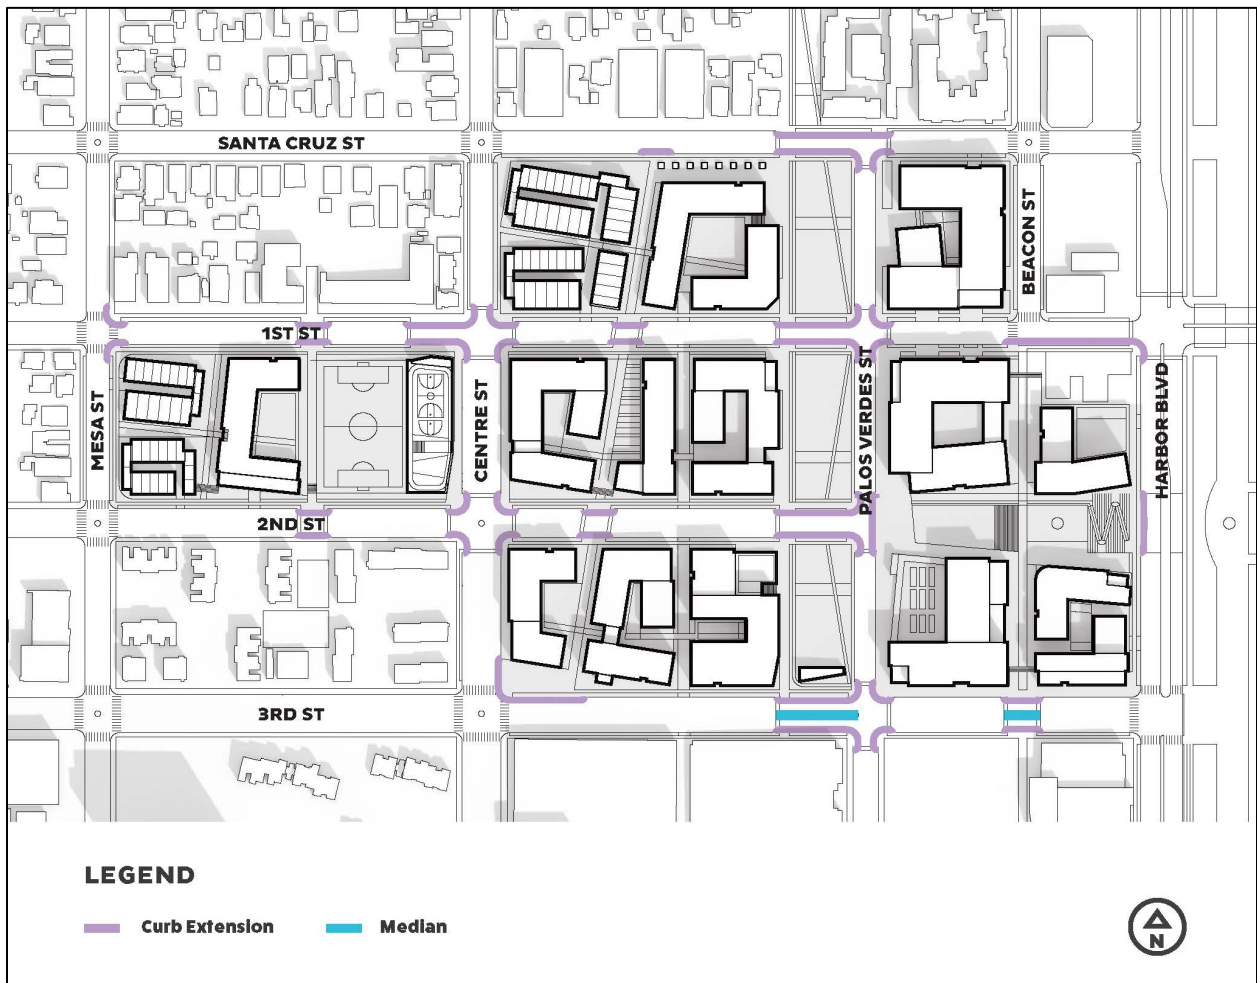 SANTA CRUZ ST
BEACON ST
1ST ST
MESA ST
CENTRE ST
PALOS VERDES ST
HARBOR BLVD
2ND ST
3RD ST
LEGEND
Curb Extension
Median
N